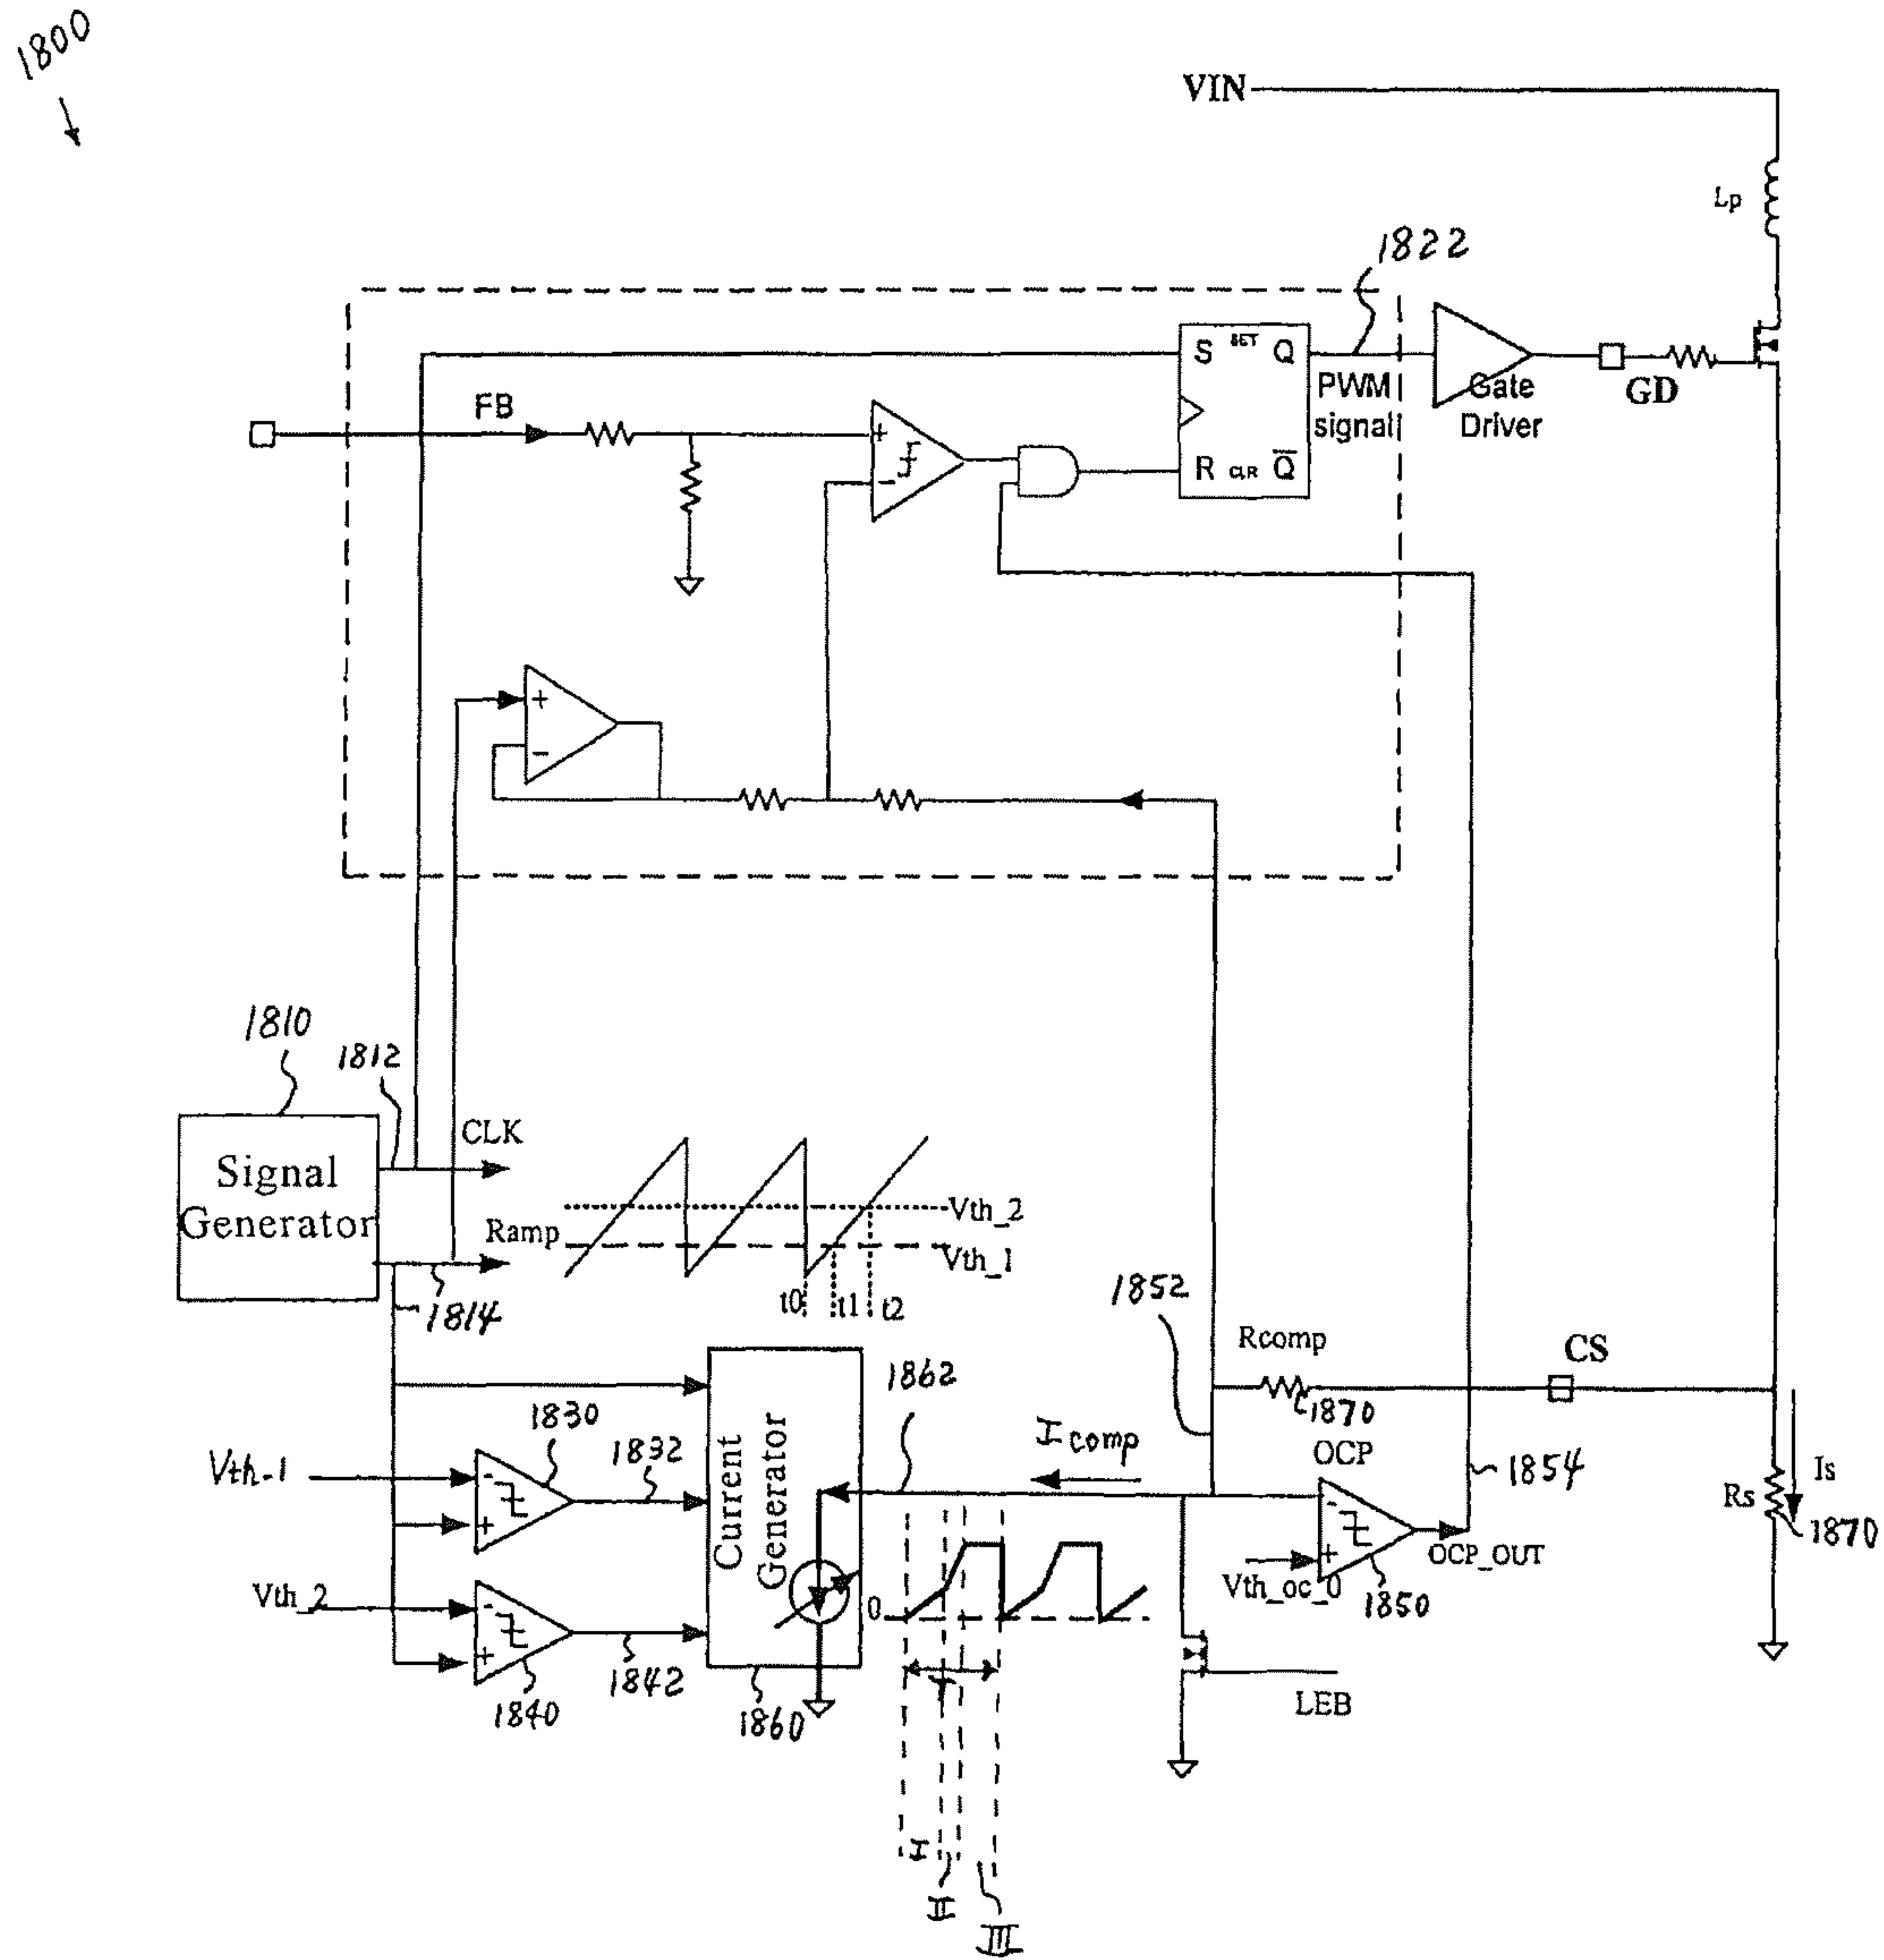 1800
VIN
Lp
1822
S SET Q
PWM signal
R CLR Q̅
Gate Driver
GD
FB
+
-
+
-
1810
1812
CLK
Signal Generator
Ramp
Vth_2
Vth_1
t0 t1 t2
1814
1852
Rcomp
CS
1870
OCP
1862
Icomp
1830
1832
Vth-1
-
+
Current Generator
1854
Is
Rs
1870
-
+
OCP_OUT
Vth_oc_0
1850
0
Vth_2
-
+
1842
1840
1860
T
LEB
I
II
III